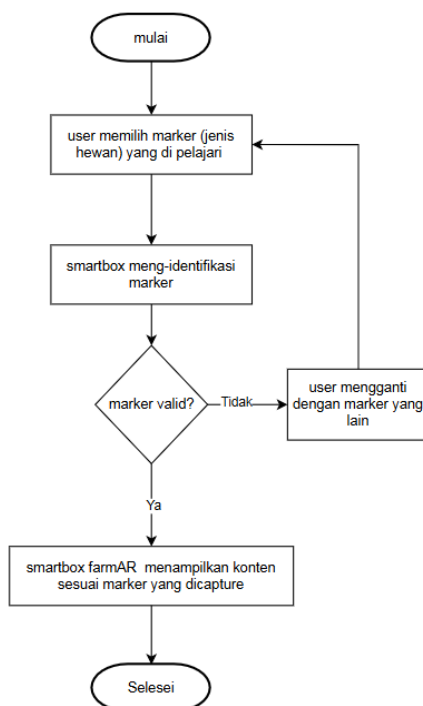 mulai
user memilih marker (jenis
hewan) yang di pelajari
smartbox meng-identifikasi
marker
marker valid?
Tidak
user mengganti
dengan marker yang
lain
Ya
smartbox farmAR menampilkan konten
sesuai marker yang dicapture
Selesei